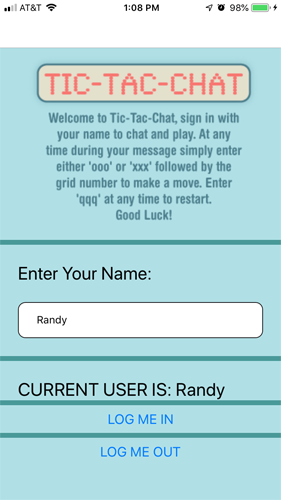 AT&T 1:08 PM 98%
TIC-TAC-CHAT
Welcome to Tic-Tac-Chat, sign in with
your name to chat and play. At any
time during your message simply enter
either 'ooo' or 'xxx' followed by the
grid number to make a move. Enter
'qqq' at any time to restart.
Good Luck!
Enter Your Name:
Randy
CURRENT USER IS: Randy
LOG ME IN
LOG ME OUT